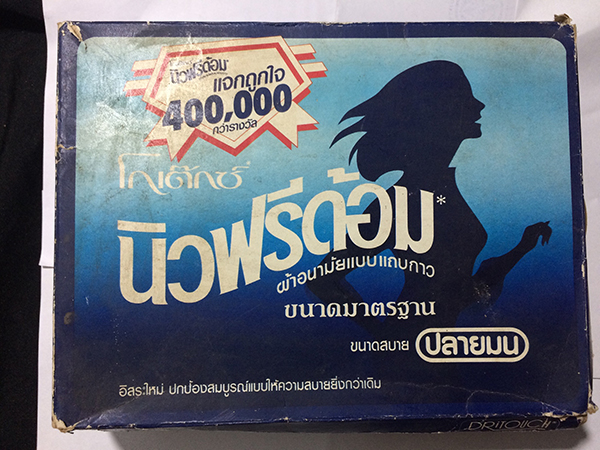 นิวฟรีด้อม*
แจกถูกใจ
400,000
กว่ารางวัล
โกเต๊กซ์
นิวฟรีด้อม*
ผ้าอนามัยแบบแถบกาว
ขนาดมาตรฐาน
ขนาดสบาย ปลายมน
อิสระใหม่ ปกป้องสมบูรณ์แบบให้ความสบายยิ่งกว่าเดิม
DRITOUCH